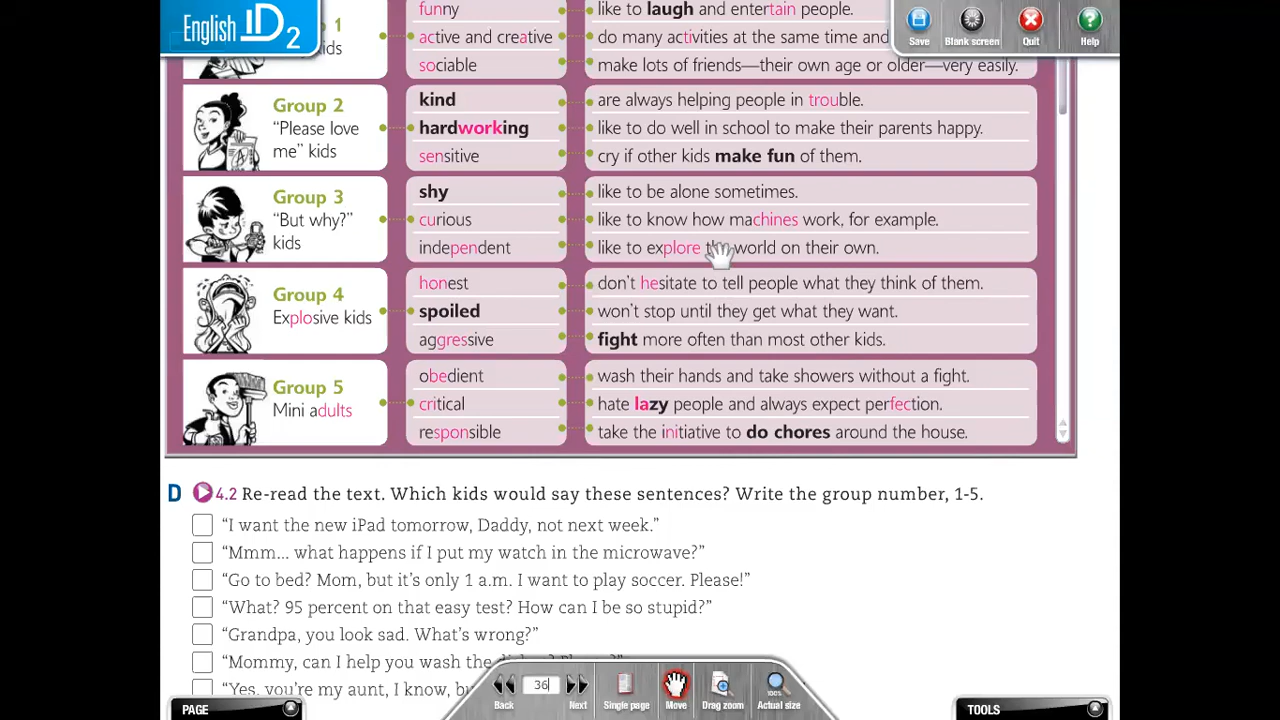 English ID 2
Save
Blank screen
Quit
Help
1
kids
funny
like to laugh and entertain people.
active and creative
do many activities at the same time and
sociable
make lots of friends—their own age or older—very easily.
Group 2
"Please love
me" kids
kind
are always helping people in trouble.
hardworking
like to do well in school to make their parents happy.
sensitive
cry if other kids make fun of them.
Group 3
"But why?"
kids
shy
like to be alone sometimes.
curious
like to know how machines work, for example.
independent
like to explore the world on their own.
Group 4
Explosive kids
honest
don't hesitate to tell people what they think of them.
spoiled
won't stop until they get what they want.
aggressive
fight more often than most other kids.
Group 5
Mini adults
obedient
wash their hands and take showers without a fight.
critical
hate lazy people and always expect perfection.
responsible
take the initiative to do chores around the house.
D 4.2 Re-read the text. Which kids would say these sentences? Write the group number, 1-5.
"I want the new iPad tomorrow, Daddy, not next week."
"Mmm... what happens if I put my watch in the microwave?"
"Go to bed? Mom, but it's only 1 a.m. I want to play soccer. Please!"
"What? 95 percent on that easy test? How can I be so stupid?"
"Grandpa, you look sad. What's wrong?"
"Mommy, can I help you wash the
"Yes, you're my aunt, I know,
36
Back
Next
Single page
Move
Drag zoom
100%
Actual size
PAGE
TOOLS